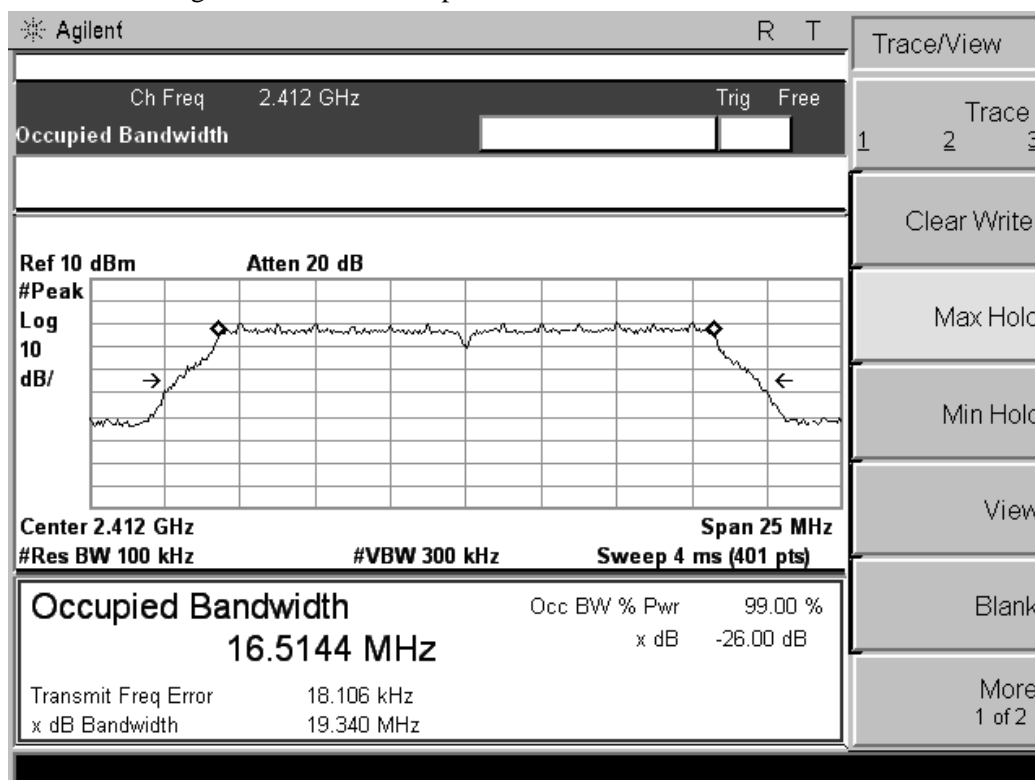 Agilent R T
Trace/View
Ch Freq 2.412 GHz Trig Free
Occupied Bandwidth
Trace
1 2 3
Clear Write
Max Hold
Min Hold
View
Blank
More
1 of 2
Ref 10 dBm Atten 20 dB
#Peak
Log
10
dB/
Center 2.412 GHz Span 25 MHz
#Res BW 100 kHz #VBW 300 kHz Sweep 4 ms (401 pts)
Occupied Bandwidth
16.5144 MHz
Occ BW % Pwr 99.00 %
x dB -26.00 dB
Transmit Freq Error 18.106 kHz
x dB Bandwidth 19.340 MHz